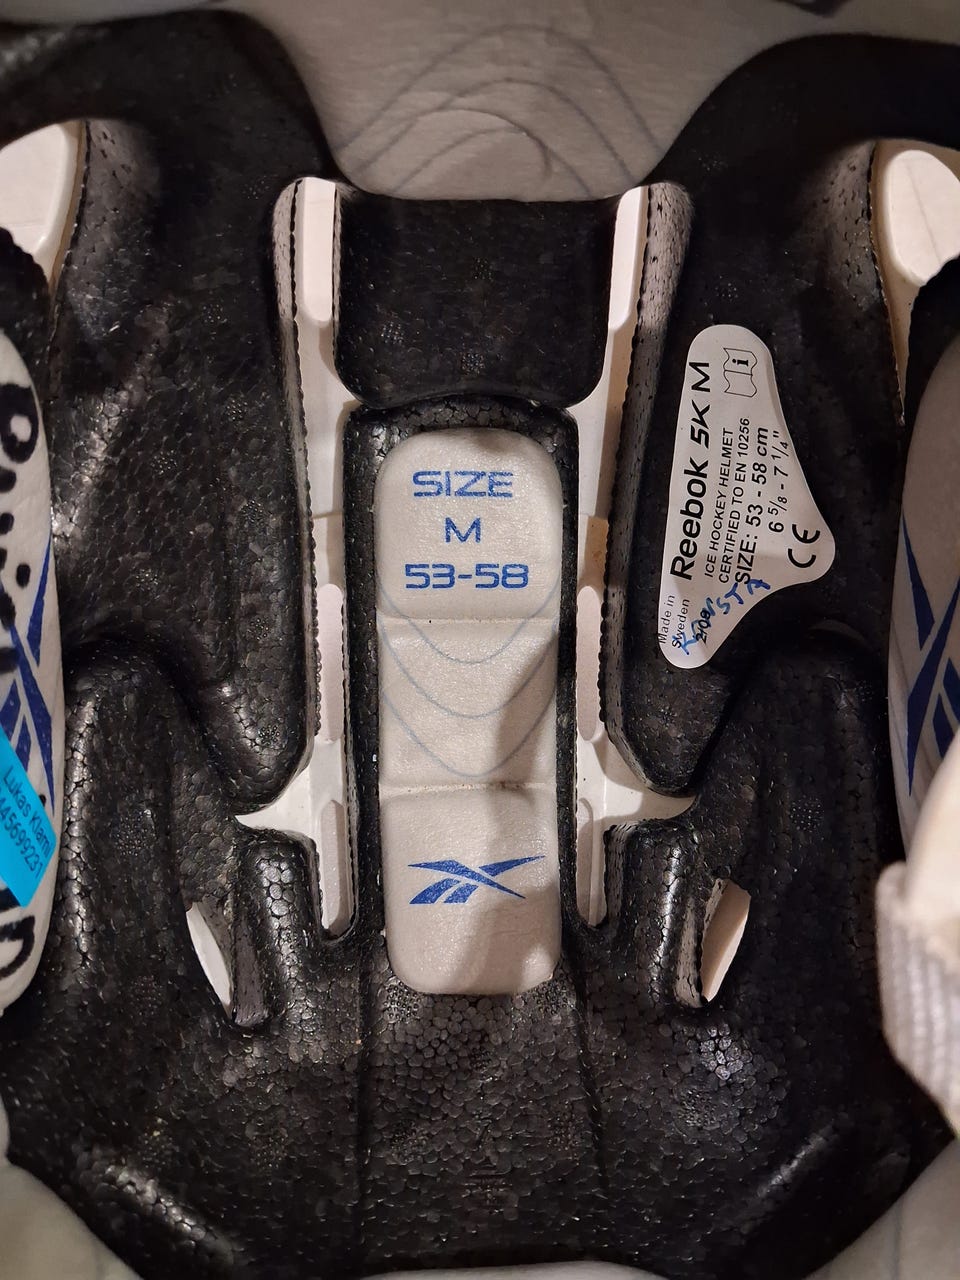 SIZE
M
53-58
Reebok 5K M
ICE HOCKEY HELMET
CERTIFIED TO EN 10256
SIZE: 53 - 58 cm
6 5/8 - 7 1/4"
CE
Made in
Sweden
Lukas